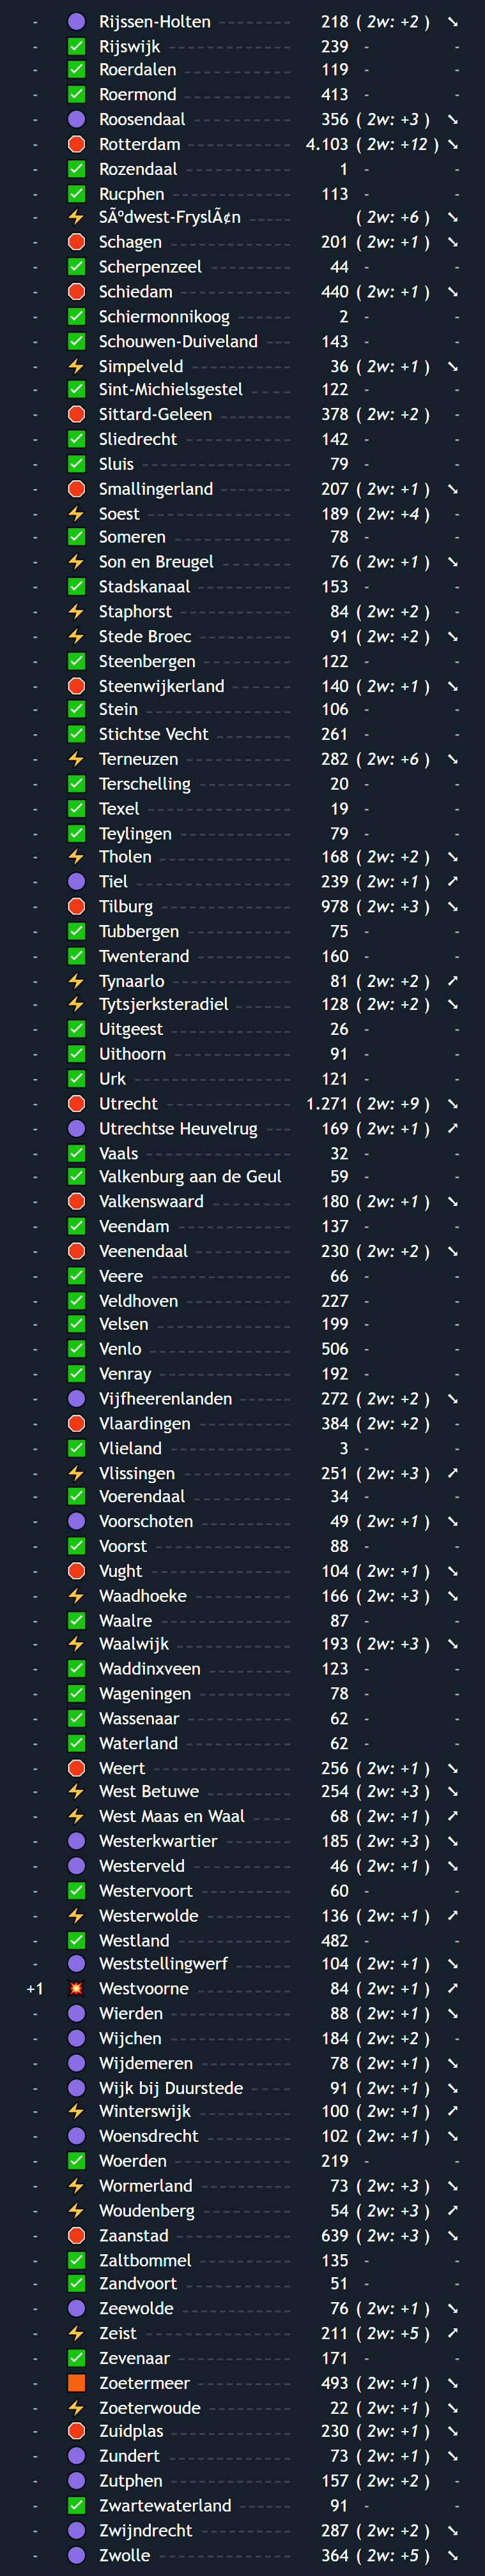 - Rijssen-Holten 218 ( 2w: +2 ) ↘
- Rijswijk 239 - -
- Roerdalen 119 - -
- Roermond 413 - -
- Roosendaal 356 ( 2w: +3 ) ↘
- Rotterdam 4.103 ( 2w: +12 ) ↘
- Rozendaal 1 - -
- Rucphen 113 - -
- SÃºdwest-FryslÃ¢n ( 2w: +6 ) ↘
- Schagen 201 ( 2w: +1 ) ↘
- Scherpenzeel 44 - -
- Schiedam 440 ( 2w: +1 ) ↘
- Schiermonnikoog 2 - -
- Schouwen-Duiveland 143 - -
- Simpelveld 36 ( 2w: +1 ) ↘
- Sint-Michielsgestel 122 - -
- Sittard-Geleen 378 ( 2w: +2 ) -
- Sliedrecht 142 - -
- Sluis 79 - -
- Smallingerland 207 ( 2w: +1 ) ↘
- Soest 189 ( 2w: +4 ) -
- Someren 78 - -
- Son en Breugel 76 ( 2w: +1 ) ↘
- Stadskanaal 153 - -
- Staphorst 84 ( 2w: +2 ) -
- Stede Broec 91 ( 2w: +2 ) ↘
- Steenbergen 122 - -
- Steenwijkerland 140 ( 2w: +1 ) ↘
- Stein 106 - -
- Stichtse Vecht 261 - -
- Terneuzen 282 ( 2w: +6 ) ↘
- Terschelling 20 - -
- Texel 19 - -
- Teylingen 79 - -
- Tholen 168 ( 2w: +2 ) ↘
- Tiel 239 ( 2w: +1 ) ↗
- Tilburg 978 ( 2w: +3 ) ↘
- Tubbergen 75 - -
- Twenterand 160 - -
- Tynaarlo 81 ( 2w: +2 ) ↗
- Tytsjerksteradiel 128 ( 2w: +2 ) ↘
- Uitgeest 26 - -
- Uithoorn 91 - -
- Urk 121 - -
- Utrecht 1.271 ( 2w: +9 ) ↘
- Utrechtse Heuvelrug 169 ( 2w: +1 ) ↗
- Vaals 32 - -
- Valkenburg aan de Geul 59 - -
- Valkenswaard 180 ( 2w: +1 ) ↘
- Veendam 137 - -
- Veenendaal 230 ( 2w: +2 ) ↘
- Veere 66 - -
- Veldhoven 227 - -
- Velsen 199 - -
- Venlo 506 - -
- Venray 192 - -
- Vijfheerenlanden 272 ( 2w: +2 ) ↘
- Vlaardingen 384 ( 2w: +2 ) -
- Vlieland 3 - -
- Vlissingen 251 ( 2w: +3 ) ↗
- Voerendaal 34 - -
- Voorschoten 49 ( 2w: +1 ) ↘
- Voorst 88 - -
- Vught 104 ( 2w: +1 ) ↘
- Waadhoeke 166 ( 2w: +3 ) ↘
- Waalre 87 - -
- Waalwijk 193 ( 2w: +3 ) ↘
- Waddinxveen 123 - -
- Wageningen 78 - -
- Wassenaar 62 - -
- Waterland 62 - -
- Weert 256 ( 2w: +1 ) ↘
- West Betuwe 254 ( 2w: +3 ) ↘
- West Maas en Waal 68 ( 2w: +1 ) ↗
- Westerkwartier 185 ( 2w: +3 ) ↘
- Westerveld 46 ( 2w: +1 ) ↘
- Westervoort 60 - -
- Westerwolde 136 ( 2w: +1 ) ↗
- Westland 482 - -
- Weststellingwerf 104 ( 2w: +1 ) ↘
+1 Westvoorne 84 ( 2w: +1 ) ↗
- Wierden 88 ( 2w: +1 ) ↘
- Wijchen 184 ( 2w: +2 ) -
- Wijdemeren 78 ( 2w: +1 ) ↘
- Wijk bij Duurstede 91 ( 2w: +1 ) ↘
- Winterswijk 100 ( 2w: +1 ) ↗
- Woensdrecht 102 ( 2w: +1 ) ↘
- Woerden 219 - -
- Wormerland 73 ( 2w: +3 ) ↘
- Woudenberg 54 ( 2w: +3 ) ↗
- Zaanstad 639 ( 2w: +3 ) ↘
- Zaltbommel 135 - -
- Zandvoort 51 - -
- Zeewolde 76 ( 2w: +1 ) ↘
- Zeist 211 ( 2w: +5 ) ↗
- Zevenaar 171 - -
- Zoetermeer 493 ( 2w: +1 ) ↘
- Zoeterwoude 22 ( 2w: +1 ) ↘
- Zuidplas 230 ( 2w: +1 ) ↘
- Zundert 73 ( 2w: +1 ) ↘
- Zutphen 157 ( 2w: +2 ) -
- Zwartewaterland 91 - -
- Zwijndrecht 287 ( 2w: +2 ) ↘
- Zwolle 364 ( 2w: +5 ) ↘